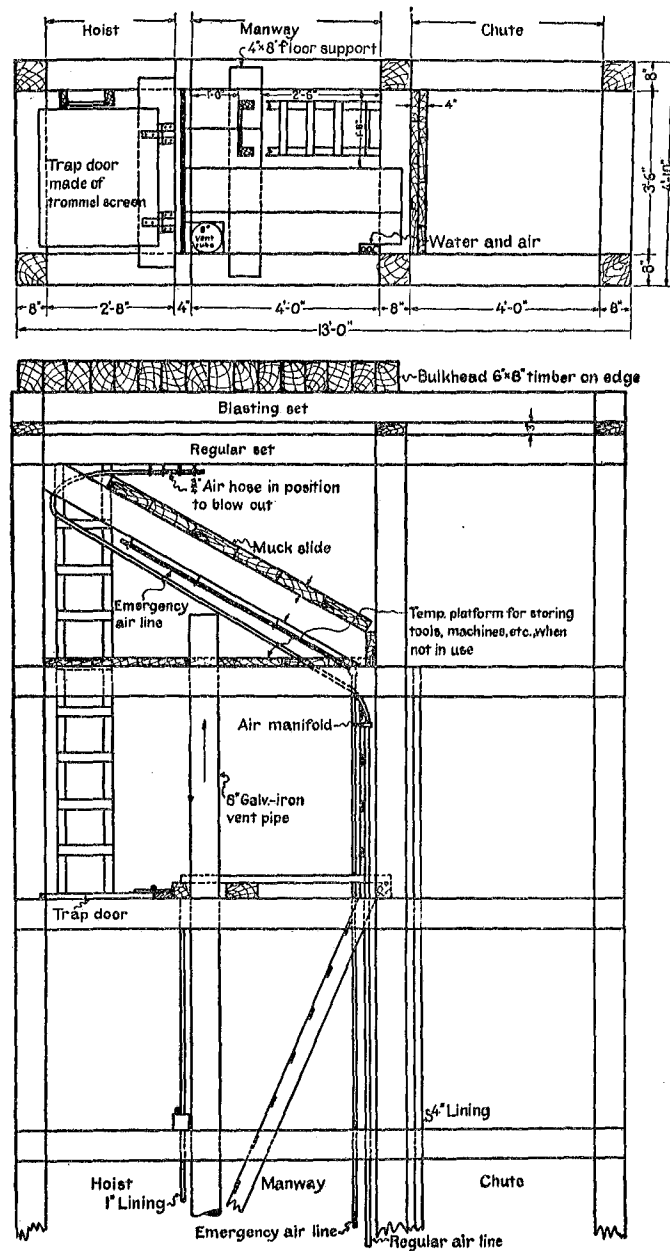 Hoist
Manway
Chute
4"×8" floor support
1'-0"
2'-6"
1'-8"
4"
8"
3'-6"
4'-10"
8"
Trap door
made of
trommel screen
8"
vent
tube
Water and air
8"
2'-8"
4"
4'-0"
8"
4'-0"
8"
13'-0"
Bulkhead 6"×8" timber on edge
Blasting set
3"
Regular set
3/4" Air hose in position
to blow out
Muck slide
Emergency
air line
Temp. platform for storing
tools, machines, etc., when
not in use
Air manifold
8" Galv.-iron
vent pipe
Trap door
4" Lining
Hoist
Manway
Chute
1" Lining
Emergency air line
Regular air line